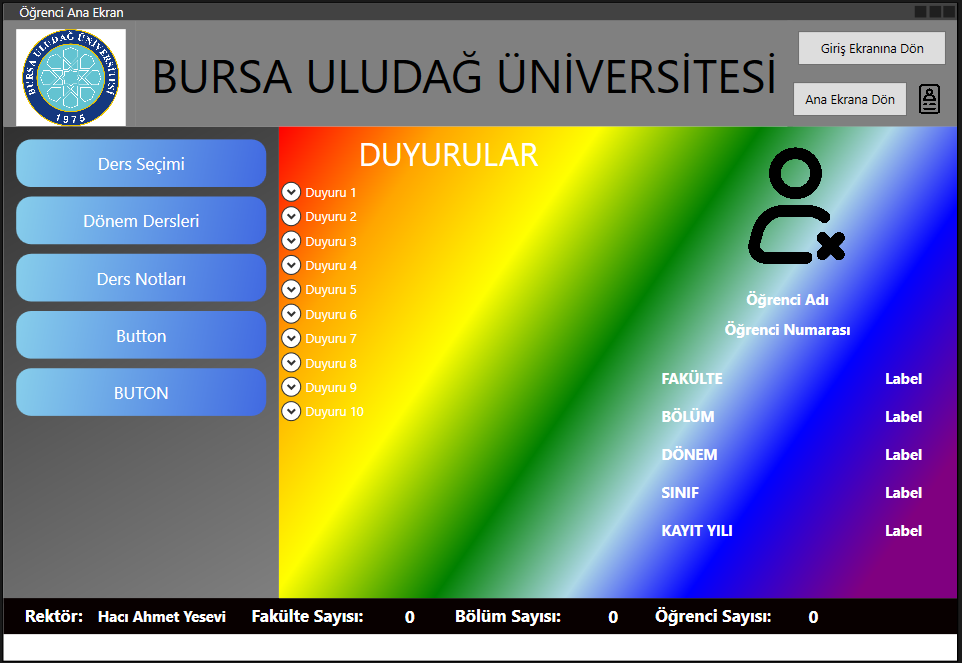 Öğrenci Ana Ekran
BURSA ULUDAĞ ÜNİVERSİTESİ
1975
BURSA ULUDAĞ ÜNİVERSİTESİ
Giriş Ekranına Dön
Ana Ekrana Dön
Ders Seçimi
Dönem Dersleri
Ders Notları
Button
BUTON
DUYURULAR
Duyuru 1
Duyuru 2
Duyuru 3
Duyuru 4
Duyuru 5
Duyuru 6
Duyuru 7
Duyuru 8
Duyuru 9
Duyuru 10
Öğrenci Adı
Öğrenci Numarası
FAKÜLTE Label
BÖLÜM Label
DÖNEM Label
SINIF Label
KAYIT YILI Label
Rektör: Hacı Ahmet Yesevi Fakülte Sayısı: 0 Bölüm Sayısı: 0 Öğrenci Sayısı: 0